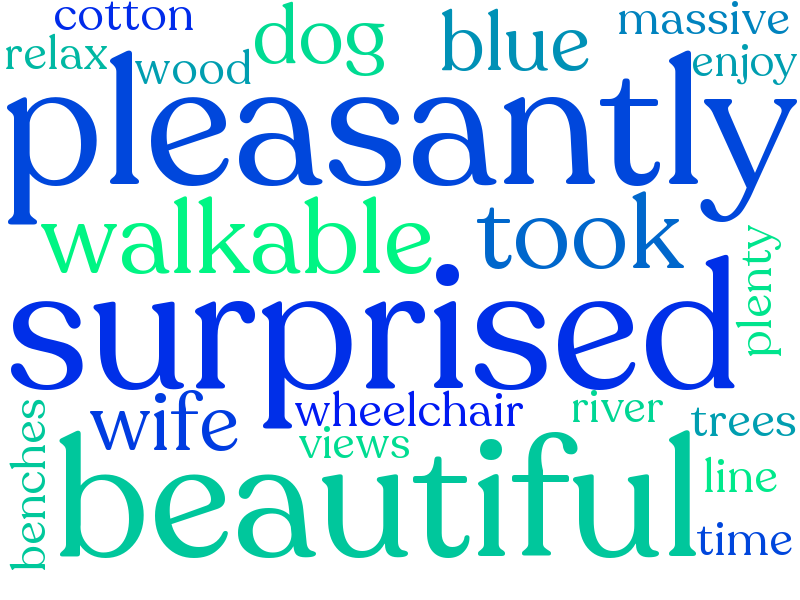 cotton
massive
dog
blue
relax
wood
enjoy
pleasantly
walkable
took
plenty
surprised
wife
wheelchair
river
trees
views
benches
beautiful
line
time